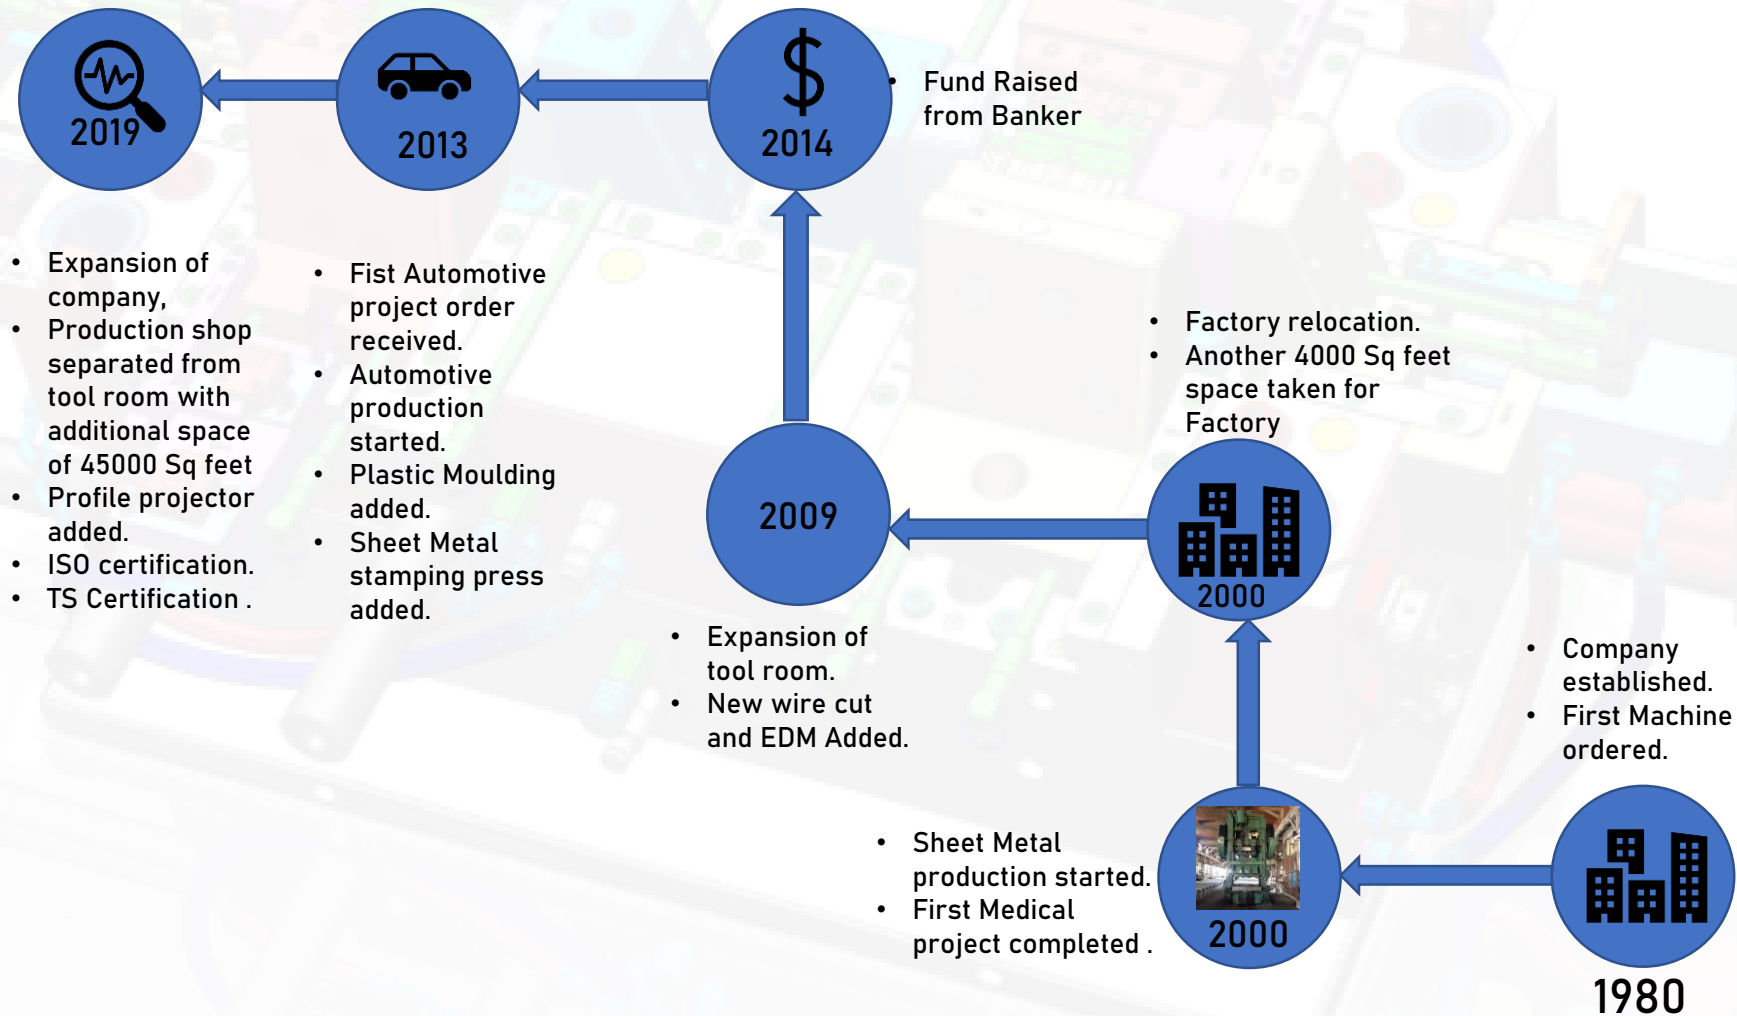 2019
2013
2014
• Fund Raised
from Banker
• Expansion of
company,
• Production shop
separated from
tool room with
additional space
of 45000 Sq feet
• Profile projector
added.
• ISO certification.
• TS Certification .
• Fist Automotive
project order
received.
• Automotive
production
started.
• Plastic Moulding
added.
• Sheet Metal
stamping press
added.
2009
• Expansion of
tool room.
• New wire cut
and EDM Added.
• Factory relocation.
• Another 4000 Sq feet
space taken for
Factory
2000
• Sheet Metal
production started.
• First Medical
project completed .
2000
• Company
established.
• First Machine
ordered.
1980